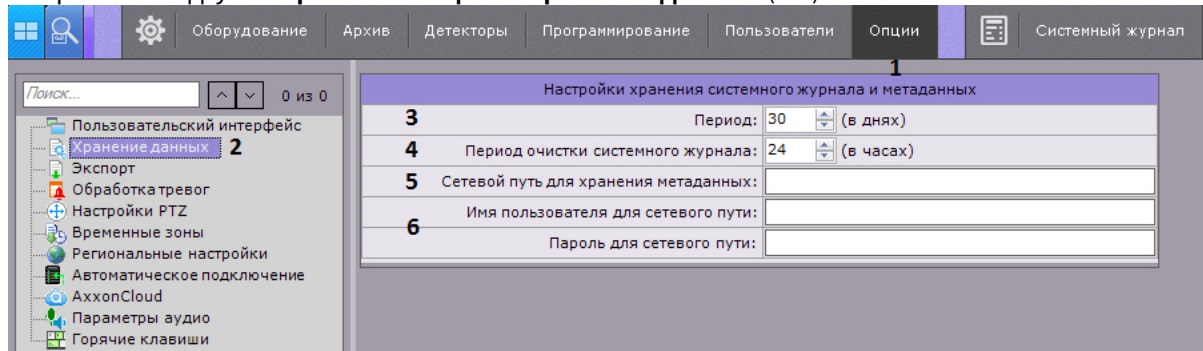 Оборудование Архив Детекторы Программирование Пользователи Опции Системный журнал
1
Поиск... 0 из 0
Пользовательский интерфейс
Хранение данных 2
Экспорт
Обработка тревог
Настройки PTZ
Временные зоны
Региональные настройки
Автоматическое подключение
AxxonCloud
Параметры аудио
Горячие клавиши
Настройки хранения системного журнала и метаданных
3 Период: 30 (в днях)
4 Период очистки системного журнала: 24 (в часах)
5 Сетевой путь для хранения метаданных:
Имя пользователя для сетевого пути:
6
Пароль для сетевого пути: